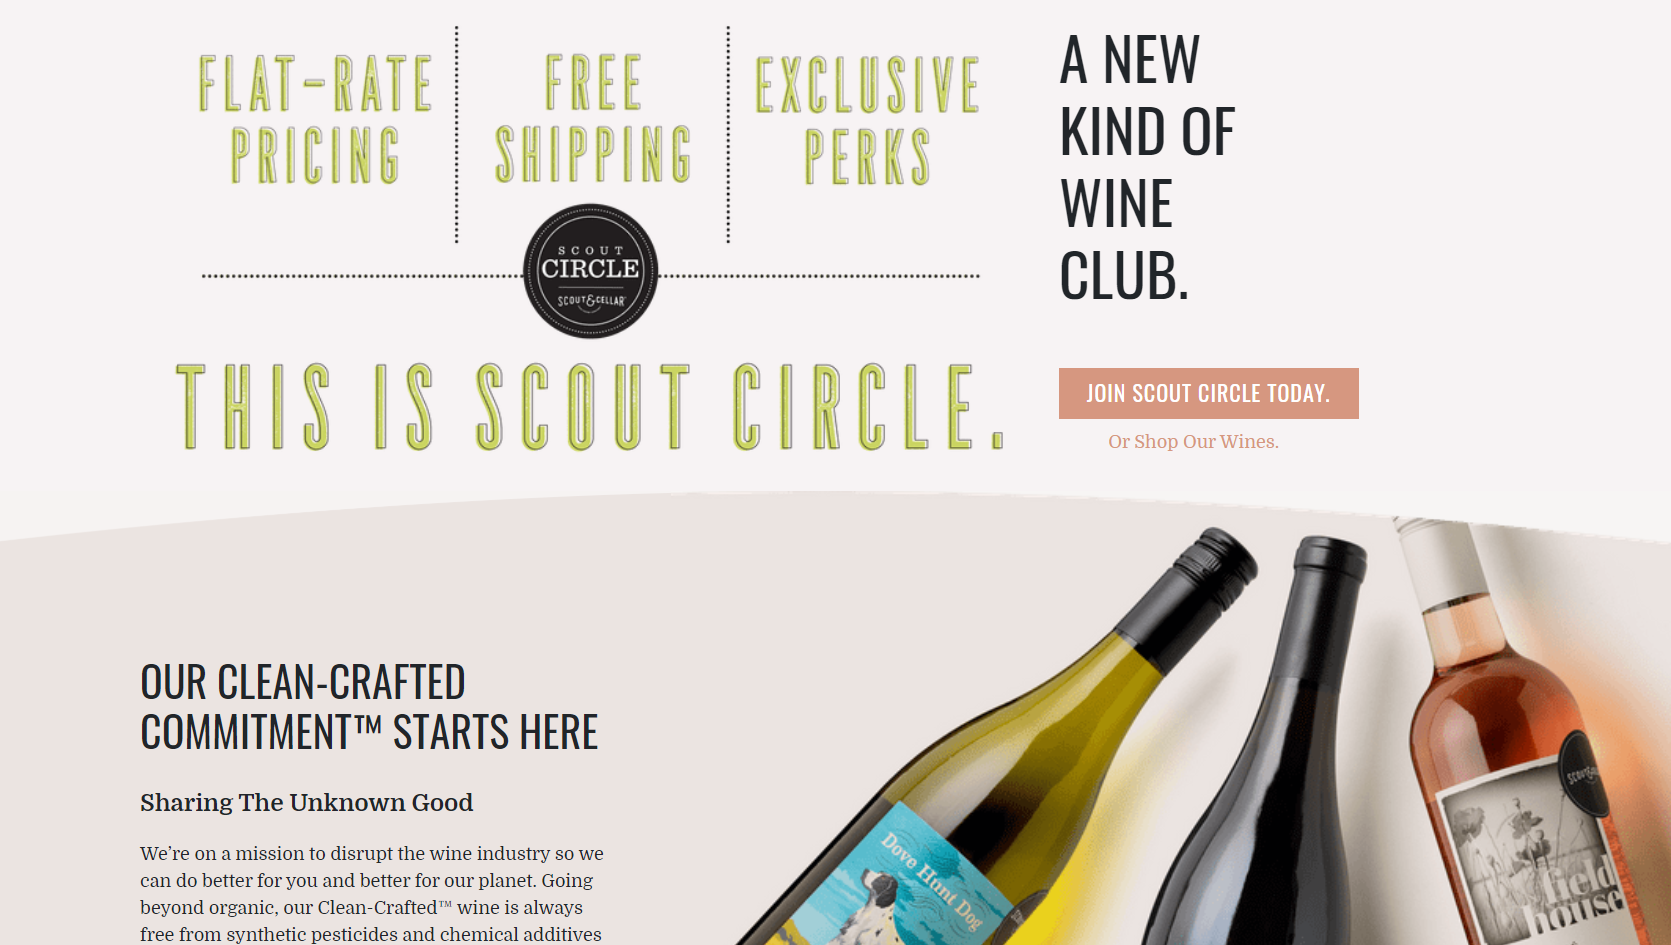 FLAT-RATE
PRICING
FREE
SHIPPING
EXCLUSIVE
PERKS
SCOUT
CIRCLE
SCOUT & CELLAR
THIS IS SCOUT CIRCLE.
A NEW
KIND OF
WINE
CLUB.
JOIN SCOUT CIRCLE TODAY.
Or Shop Our Wines.
OUR CLEAN-CRAFTED
COMMITMENT™ STARTS HERE
Sharing The Unknown Good
We’re on a mission to disrupt the wine industry so we
can do better for you and better for our planet. Going
beyond organic, our Clean-Crafted™ wine is always
free from synthetic pesticides and chemical additives
Dove Hunt Dog
field
house